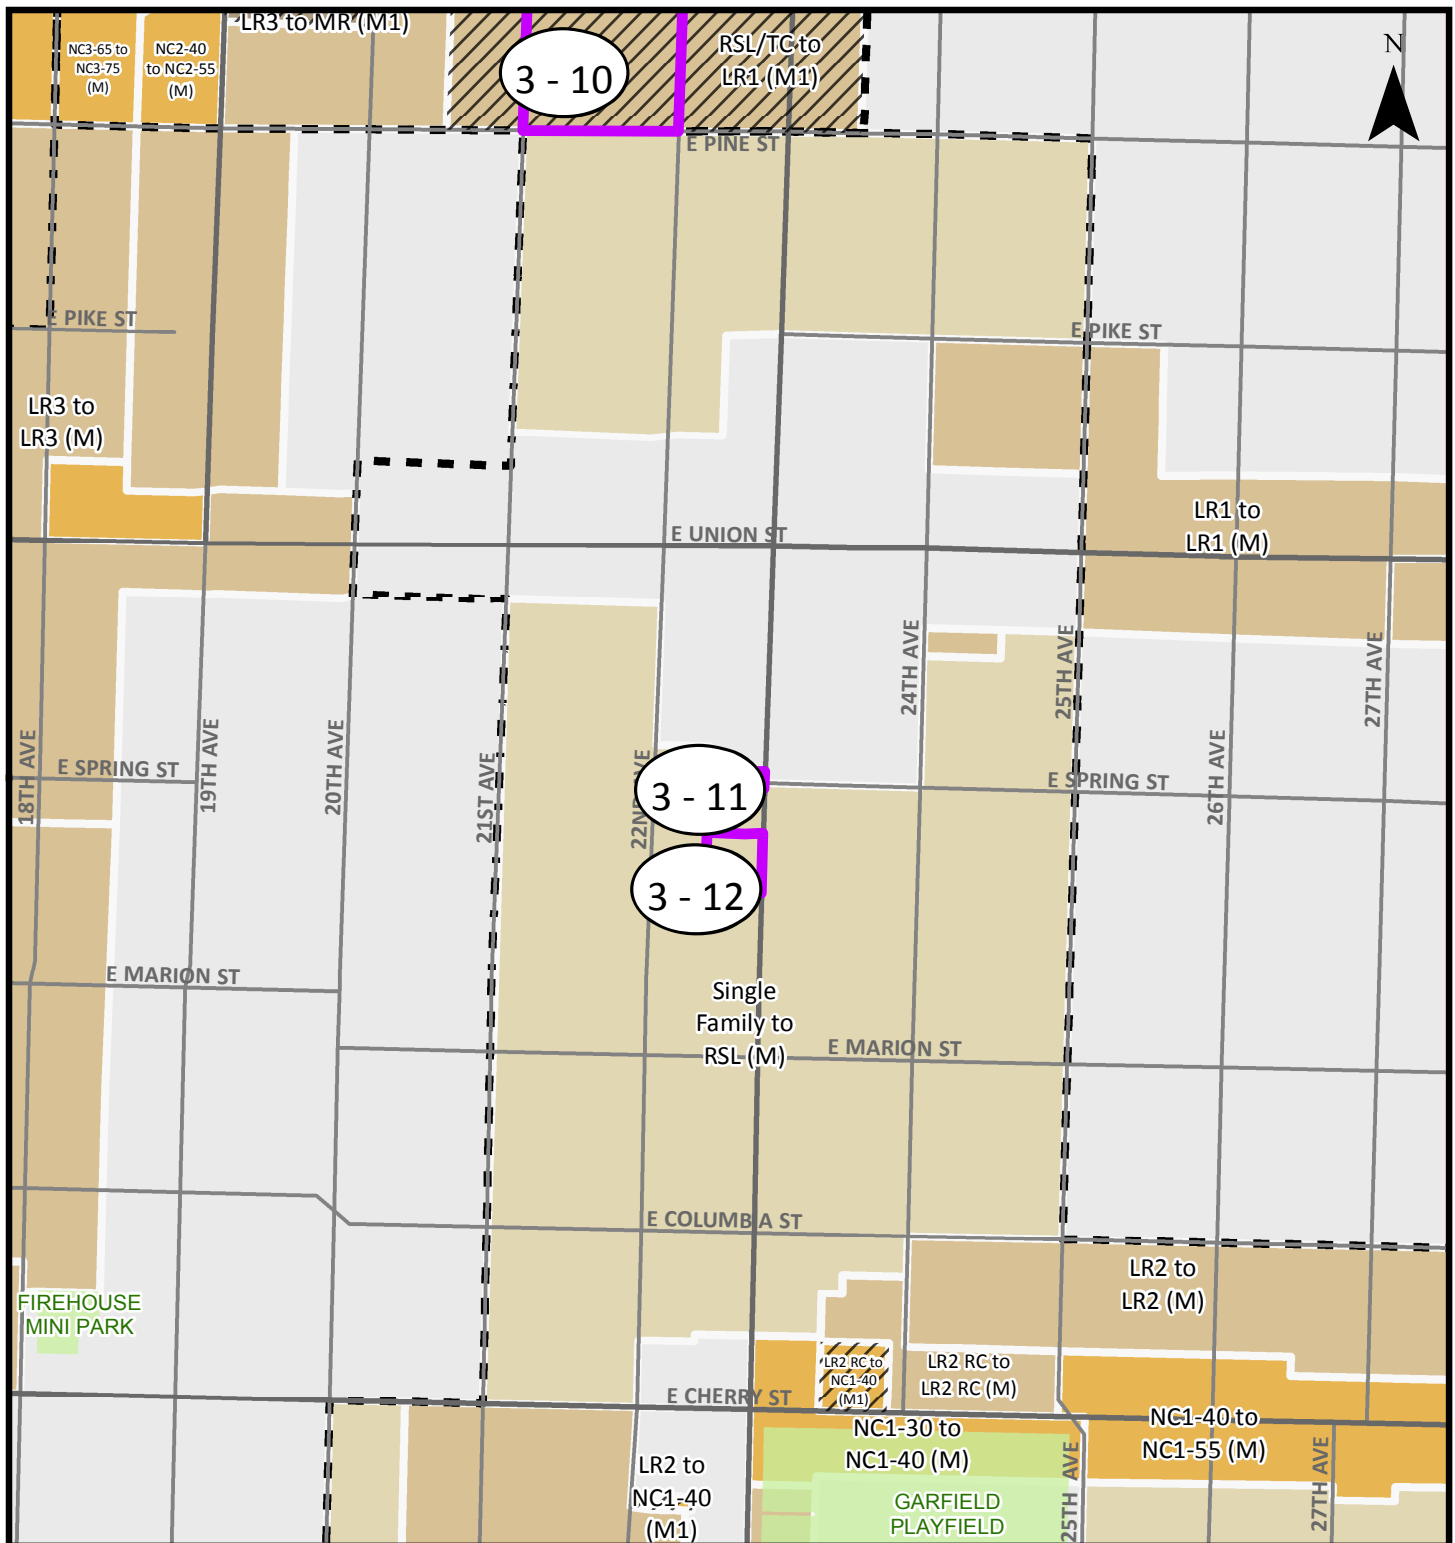 LR3 to MR (M1)
NC3-65 to
NC3-75
(M)
NC2-40
to NC2-55
(M)
3 - 10
RSL/TC to
LR1 (M1)
N
E PINE ST
E PIKE ST
E PIKE ST
LR3 to
LR3 (M)
LR1 to
LR1 (M)
E UNION ST
24TH AVE
25TH AVE
27TH AVE
18TH AVE
19TH AVE
20TH AVE
21ST AVE
26TH AVE
E SPRING ST
E SPRING ST
3 - 11
3 - 12
E MARION ST
Single
Family to
RSL (M)
E MARION ST
E COLUMBIA ST
LR2 to
LR2 (M)
FIREHOUSE
MINI PARK
LR2 RC to
NC1-40
(M1)
LR2 RC to
LR2 RC (M)
E CHERRY ST
NC1-30 to
NC1-40 (M)
NC1-40 to
NC1-55 (M)
LR2 to
NC1-40
(M1)
GARFIELD
PLAYFIELD
25TH AVE
27TH AVE